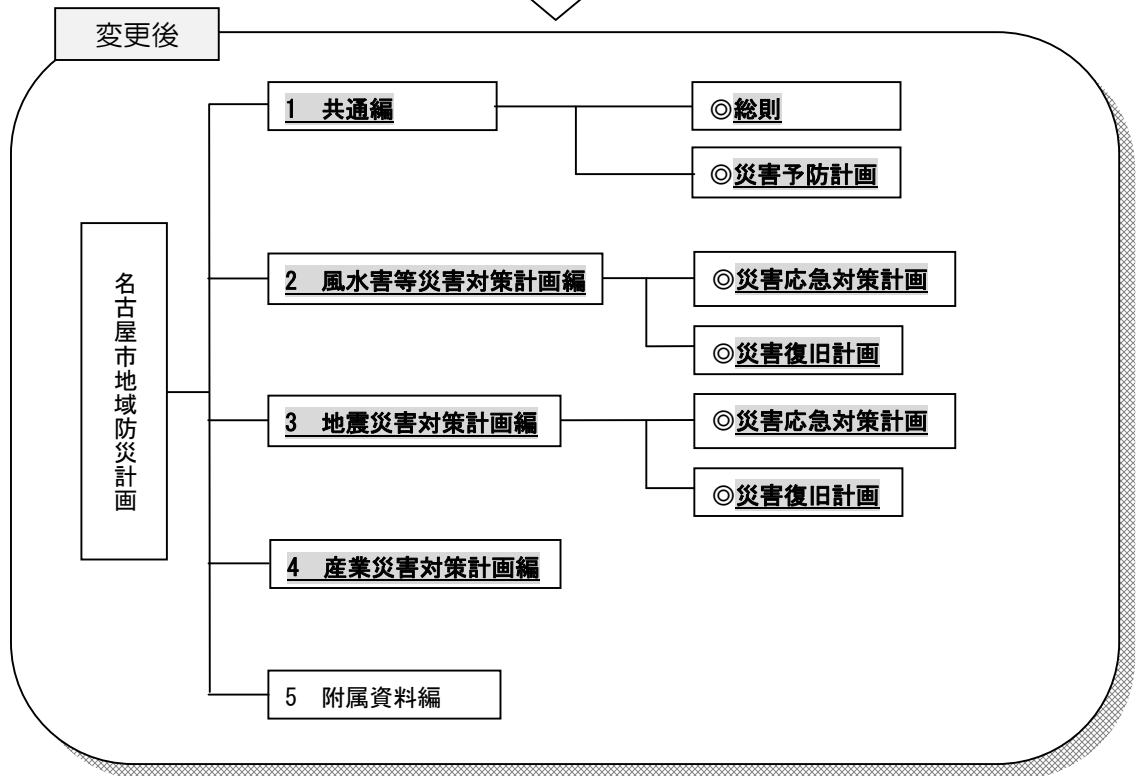 変更後
名古屋市地域防災計画
1 共通編
◎総則
◎災害予防計画
2 風水害等災害対策計画編
◎災害応急対策計画
◎災害復旧計画
3 地震災害対策計画編
◎災害応急対策計画
◎災害復旧計画
4 産業災害対策計画編
5 附属資料編